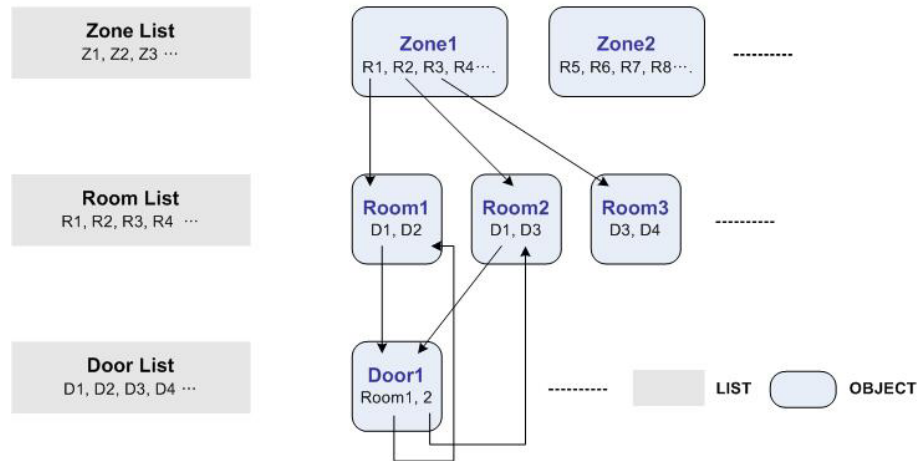 Zone List
Z1, Z2, Z3 ⋯
Zone1
R1, R2, R3, R4⋯.
Zone2
R5, R6, R7, R8⋯.
Room List
R1, R2, R3, R4 ⋯
Room1
D1, D2
Room2
D1, D3
Room3
D3, D4
Door List
D1, D2, D3, D4 ⋯
Door1
Room1, 2
LIST
OBJECT